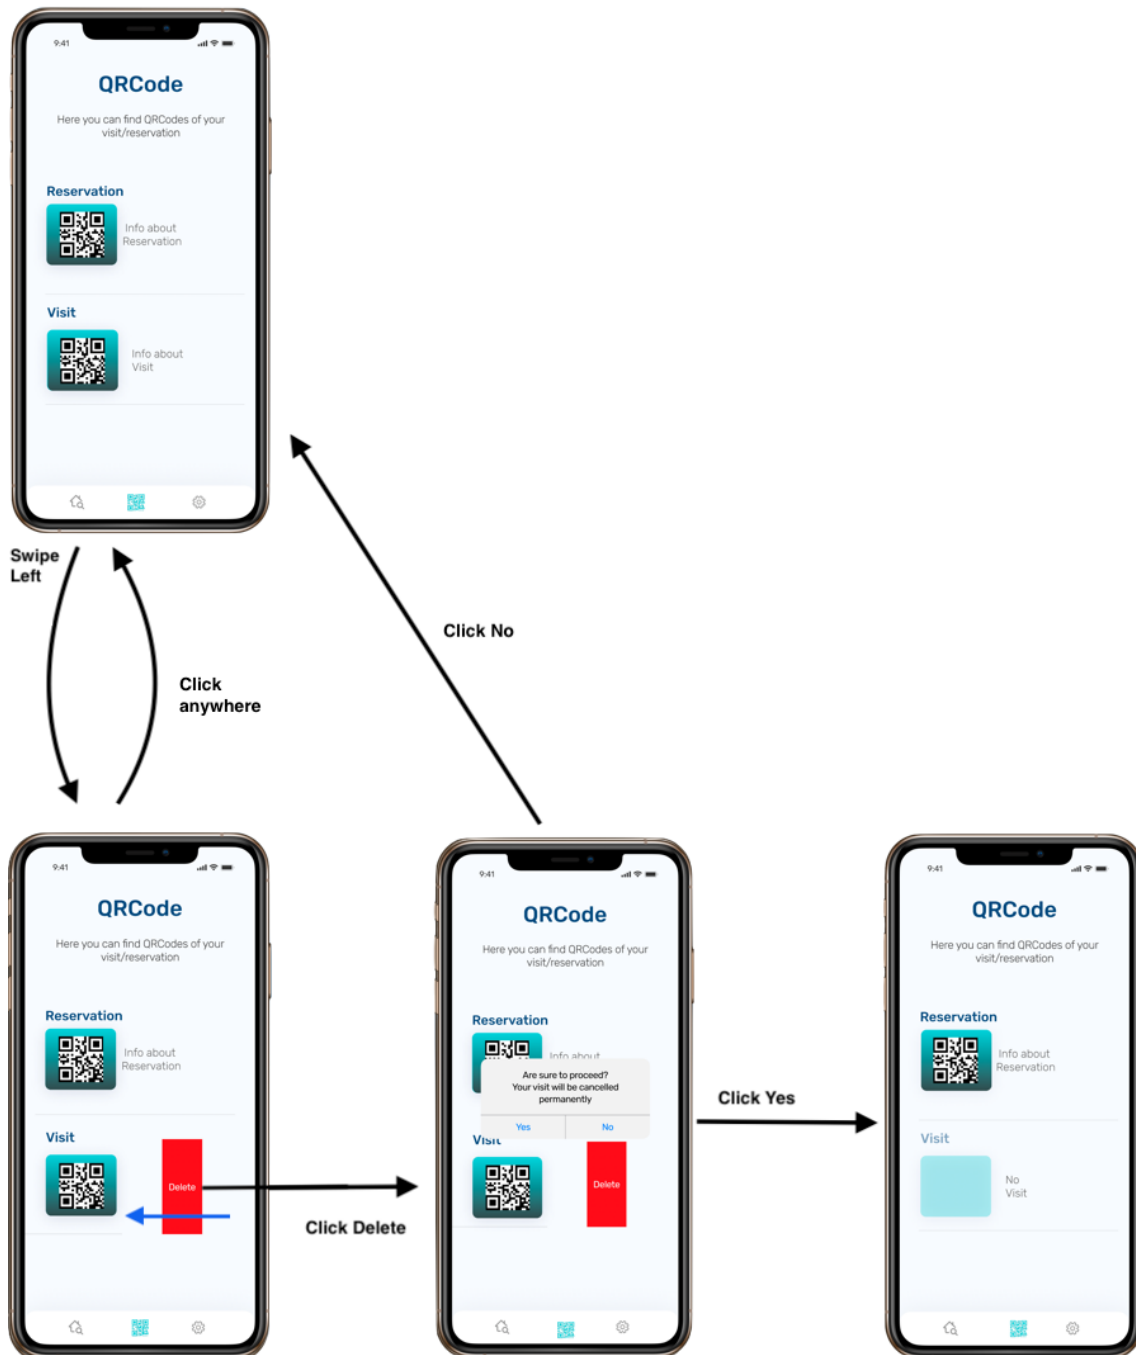 9:41
QRCode
Here you can find QRCodes of your
visit/reservation
Reservation
Info about
Reservation
Visit
Info about
Visit
Swipe
Left
Click
anywhere
Click No
9:41
QRCode
Here you can find QRCodes of your
visit/reservation
Reservation
Info about
Reservation
Visit
Delete
Click Delete
9:41
QRCode
Here you can find QRCodes of your
visit/reservation
Reservation
Info about
Are sure to proceed?
Your visit will be cancelled
permanently
Yes
No
Visit
Delete
Click Yes
9:41
QRCode
Here you can find QRCodes of your
visit/reservation
Reservation
Info about
Reservation
Visit
No
Visit